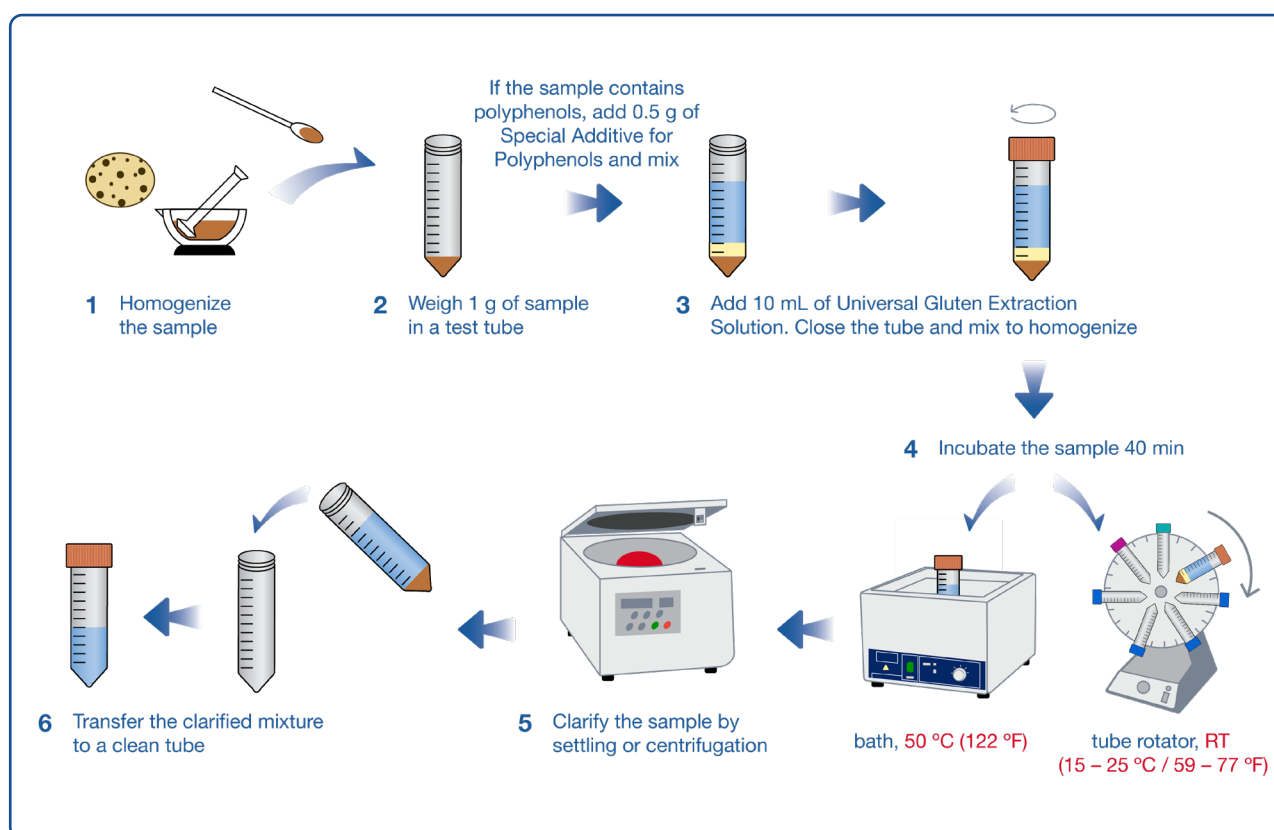 If the sample contains
polyphenols, add 0.5 g of
Special Additive for
Polyphenols and mix
1 Homogenize
the sample
2 Weigh 1 g of sample
in a test tube
3 Add 10 mL of Universal Gluten Extraction
Solution. Close the tube and mix to homogenize
4 Incubate the sample 40 min
bath, 50 ºC (122 ºF)
tube rotator, RT
(15 – 25 ºC / 59 – 77 ºF)
5 Clarify the sample by
settling or centrifugation
6 Transfer the clarified mixture
to a clean tube